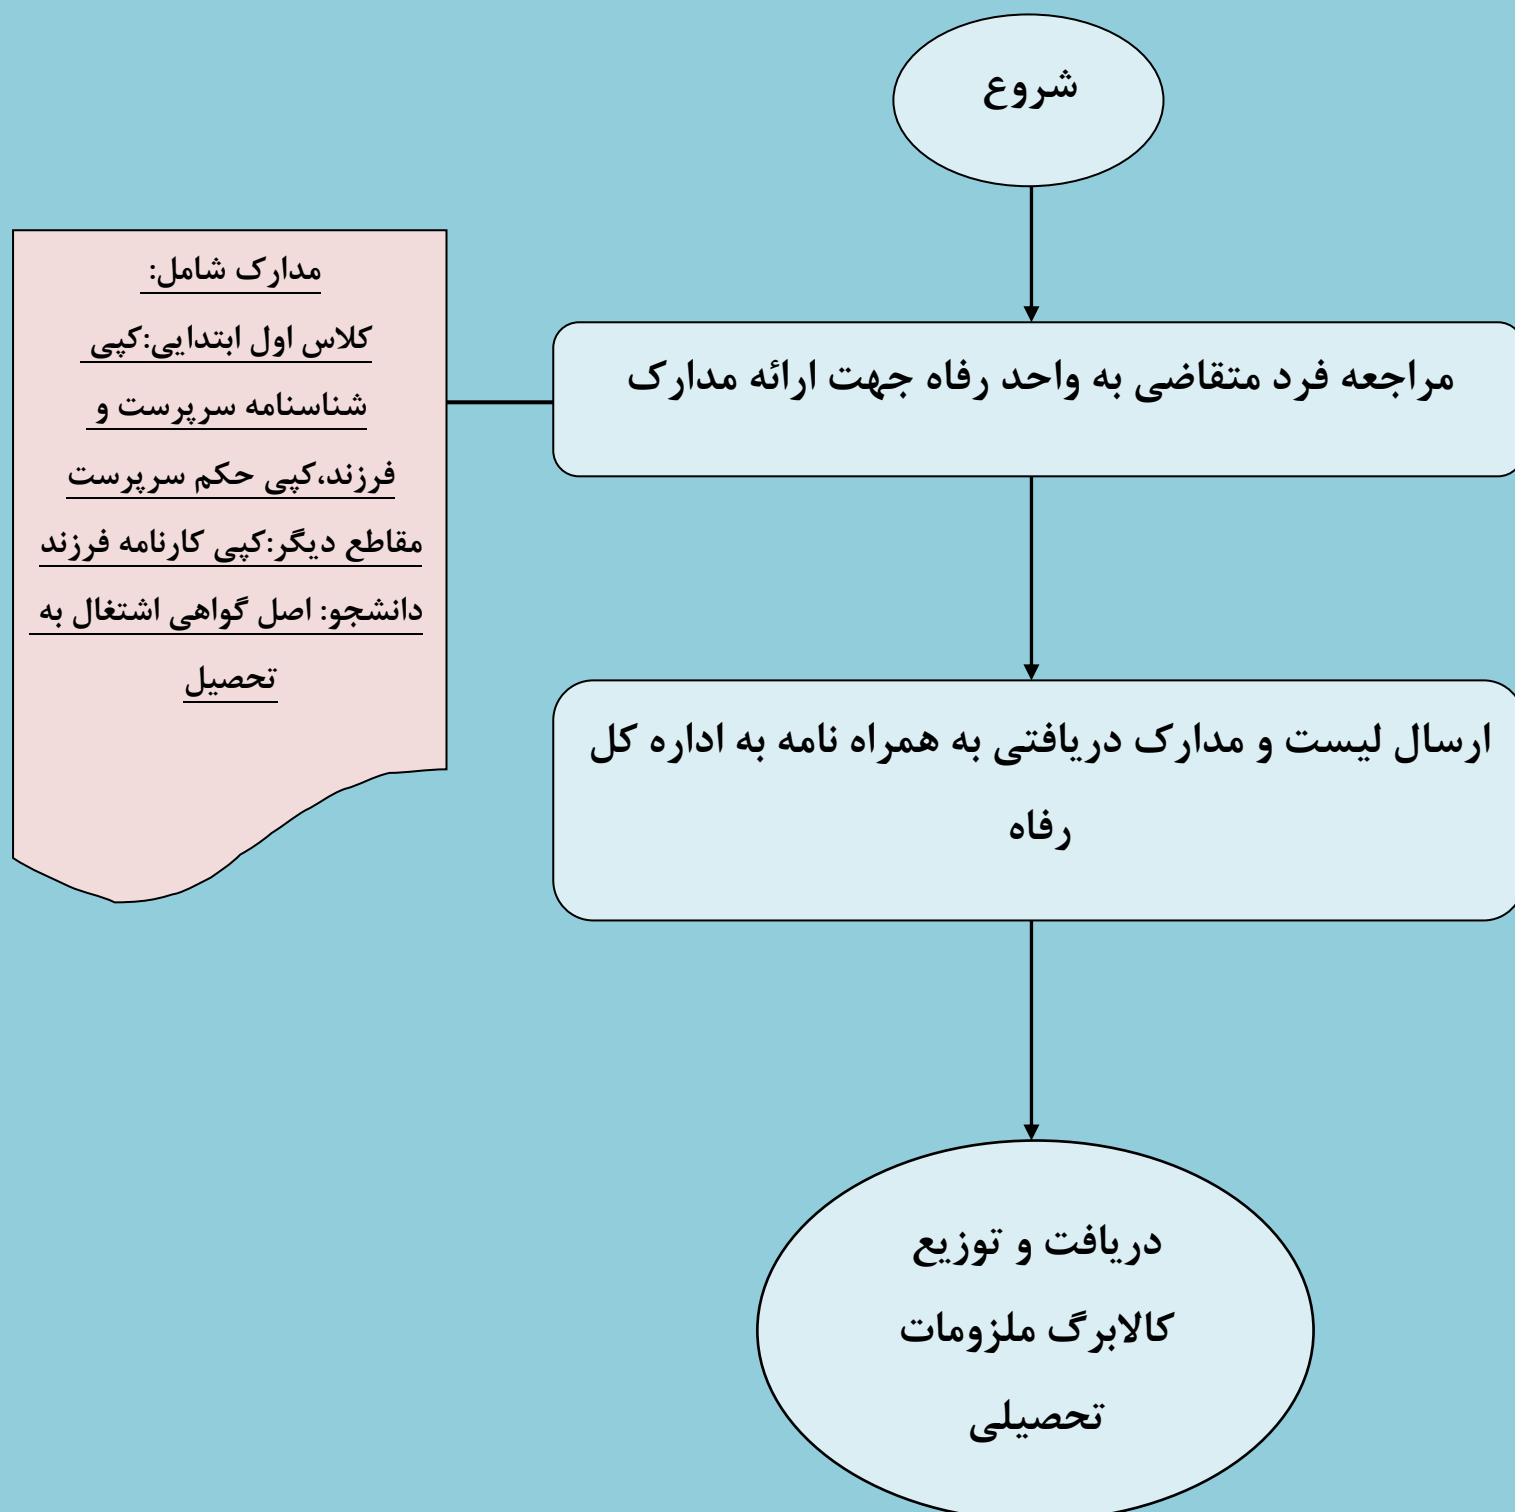 شروع
مراجعه فرد متقاضی به واحد رفاه جهت ارائه مدارک
مدارک شامل:
کلاس اول ابتدایی:کپی
شناسنامه سرپرست و
فرزند،کپی حکم سرپرست
مقاطع دیگر:کپی کارنامه فرزند
دانشجو: اصل گواهی اشتغال به
تحصیل
ارسال لیست و مدارک دریافتی به همراه نامه به اداره کل
رفاه
دریافت و توزیع
کالابرگ ملزومات
تحصیلی